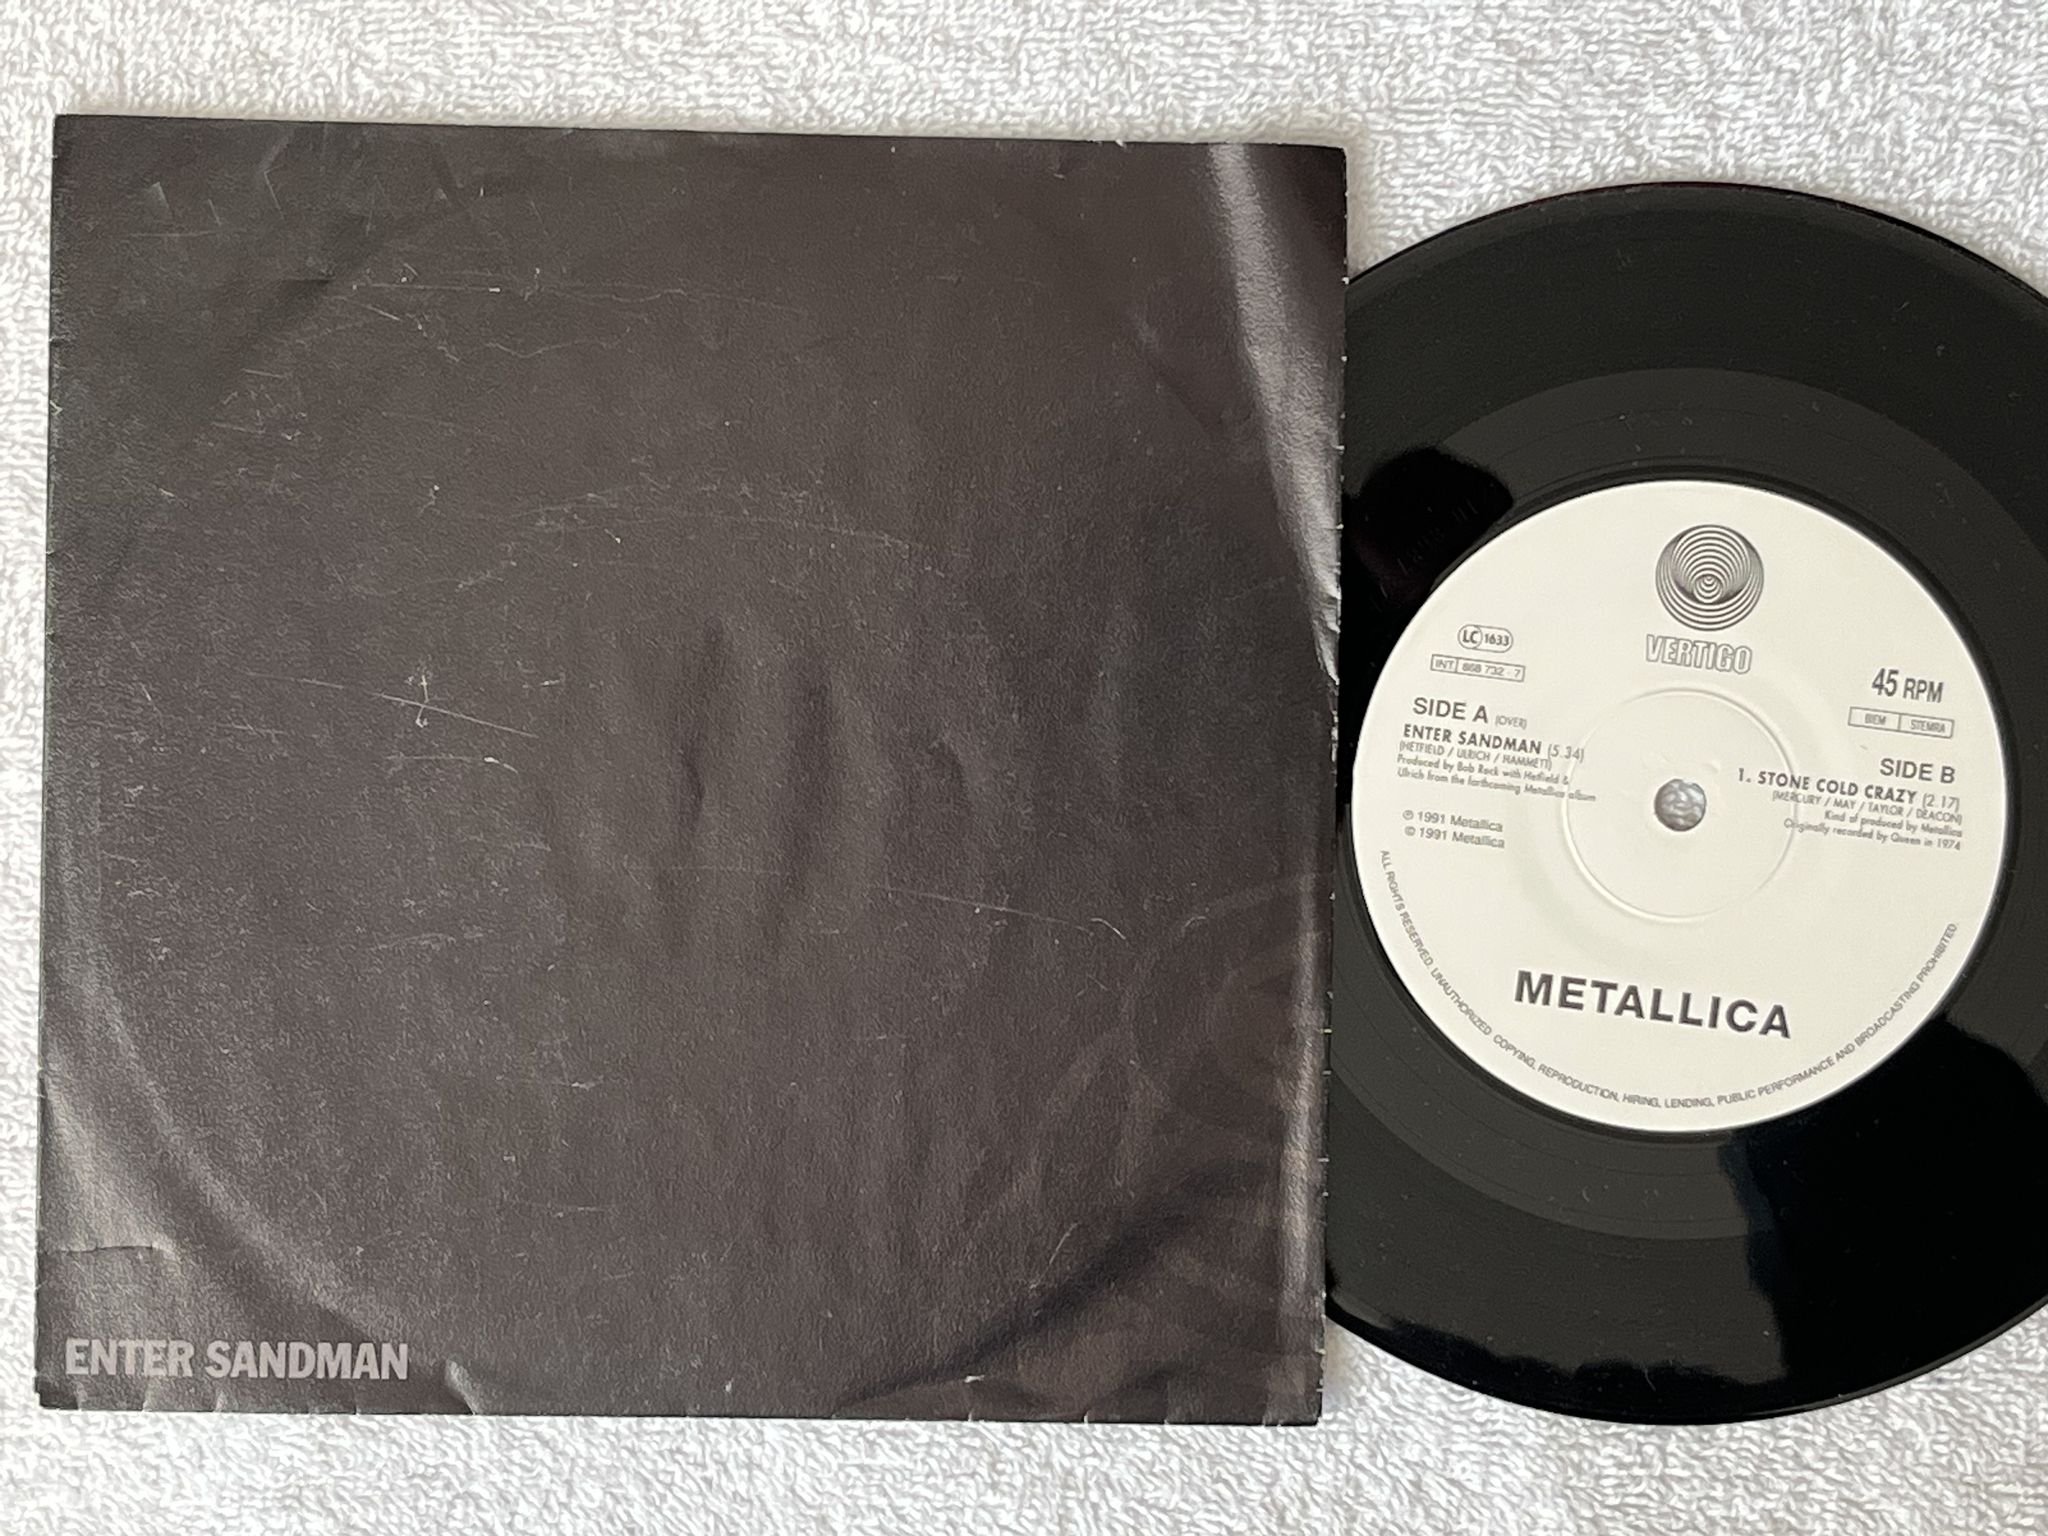 ENTER SANDMAN
VERTIGO
LC 1633
INT. 868 732 - 7
45 RPM
BIEM STEMRA
SIDE A (OVER)
ENTER SANDMAN (5.34)
(HETFIELD / ULRICH / HAMMETT)
Produced by Bob Rock with Hetfield &
Ulrich from the forthcoming Metallica album
℗ 1991 Metallica
© 1991 Metallica
SIDE B
1. STONE COLD CRAZY (2.17)
(MERCURY / MAY / TAYLOR / DEACON)
Kind of produced by Metallica
Originally recorded by Queen in 1974
METALLICA
ALL RIGHTS RESERVED. UNAUTHORIZED COPYING, REPRODUCTION, HIRING, LENDING, PUBLIC PERFORMANCE AND BROADCASTING PROHIBITED